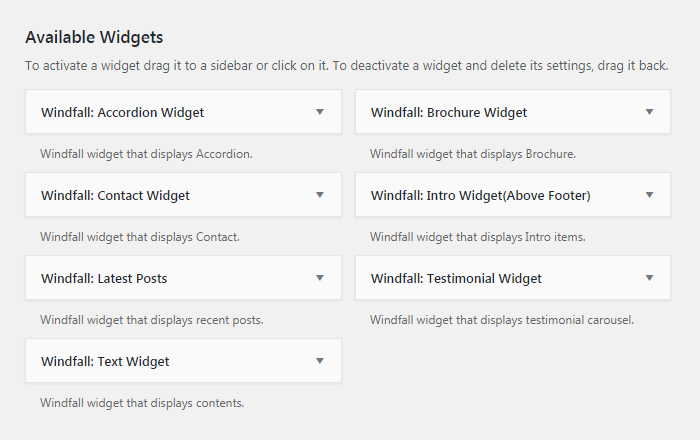 Available Widgets
To activate a widget drag it to a sidebar or click on it. To deactivate a widget and delete its settings, drag it back.
Windfall: Accordion Widget
Windfall widget that displays Accordion.
Windfall: Brochure Widget
Windfall widget that displays Brochure.
Windfall: Contact Widget
Windfall widget that displays Contact.
Windfall: Intro Widget(Above Footer)
Windfall widget that displays Intro items.
Windfall: Latest Posts
Windfall widget that displays recent posts.
Windfall: Testimonial Widget
Windfall widget that displays testimonial carousel.
Windfall: Text Widget
Windfall widget that displays contents.